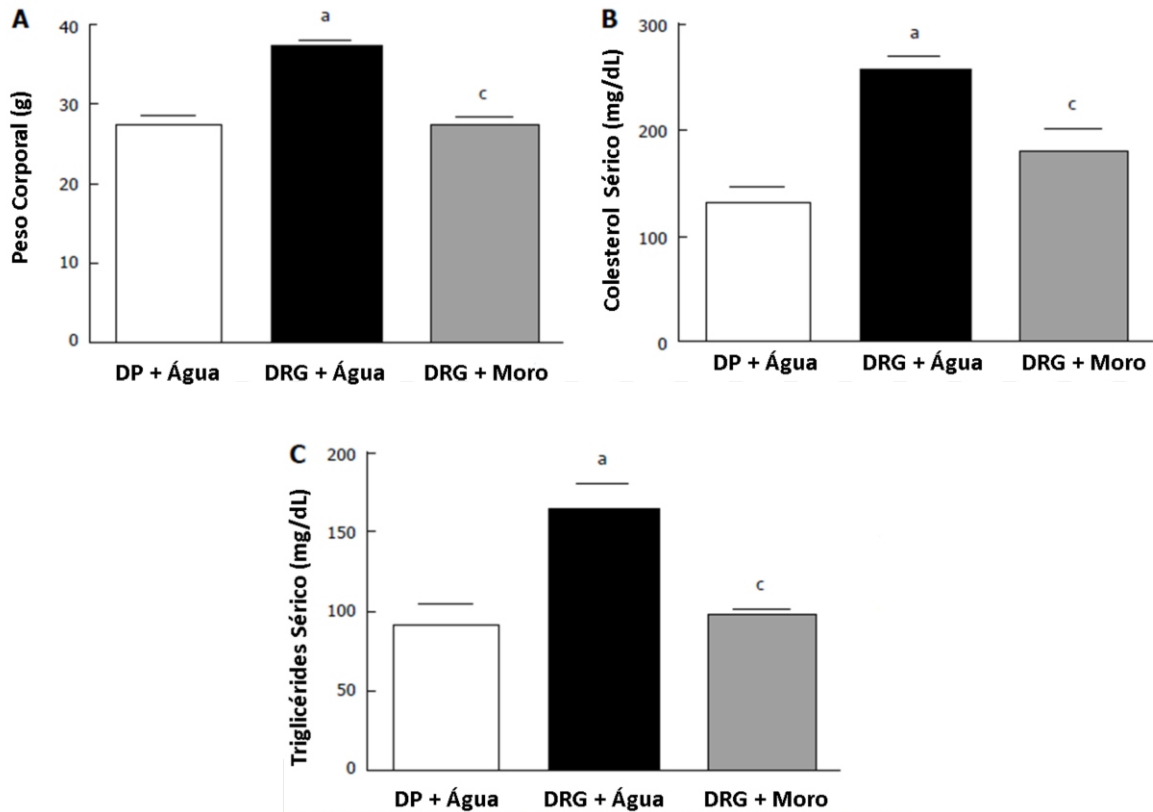 A
Peso Corporal (g)
40
30
20
10
0
a
c
DP + Água
DRG + Água
DRG + Moro
B
Colesterol Sérico (mg/dL)
300
200
100
0
a
c
DP + Água
DRG + Água
DRG + Moro
C
Triglicérides Sérico (mg/dL)
200
150
100
50
0
a
c
DP + Água
DRG + Água
DRG + Moro